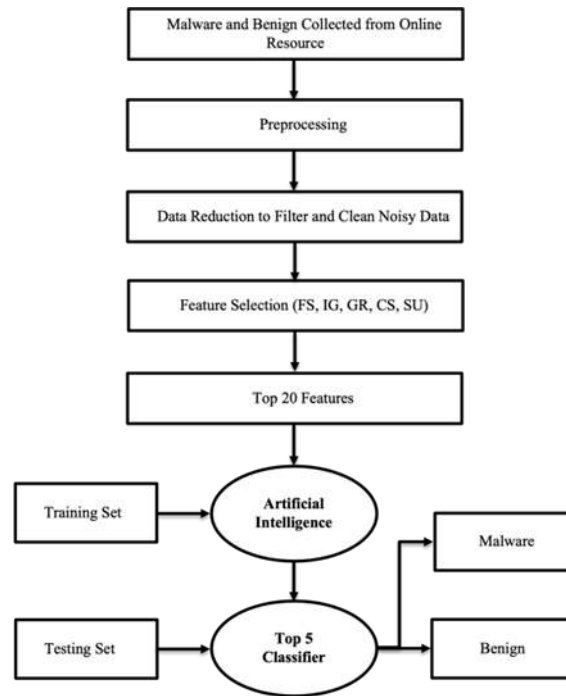 Malware and Benign Collected from Online
Resource
Preprocessing
Data Reduction to Filter and Clean Noisy Data
Feature Selection (FS, IG, GR, CS, SU)
Top 20 Features
Artificial
Intelligence
Training Set
Malware
Top 5
Classifier
Testing Set
Benign